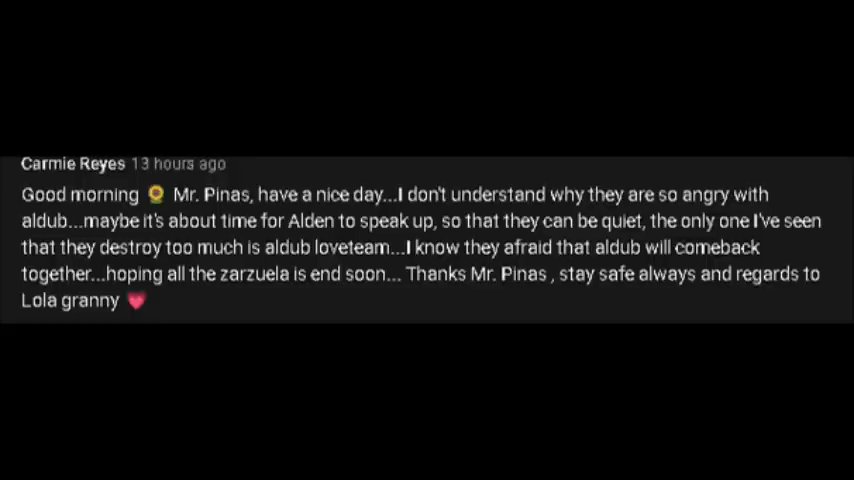 Carmie Reyes 13 hours ago
Good morning 🌻 Mr. Pinas, have a nice day...I don't understand why they are so angry with
aldub...maybe it's about time for Alden to speak up, so that they can be quiet, the only one I've seen
that they destroy too much is aldub loveteam...I know they afraid that aldub will comeback
together...hoping all the zarzuela is end soon... Thanks Mr. Pinas , stay safe always and regards to
Lola granny 💗